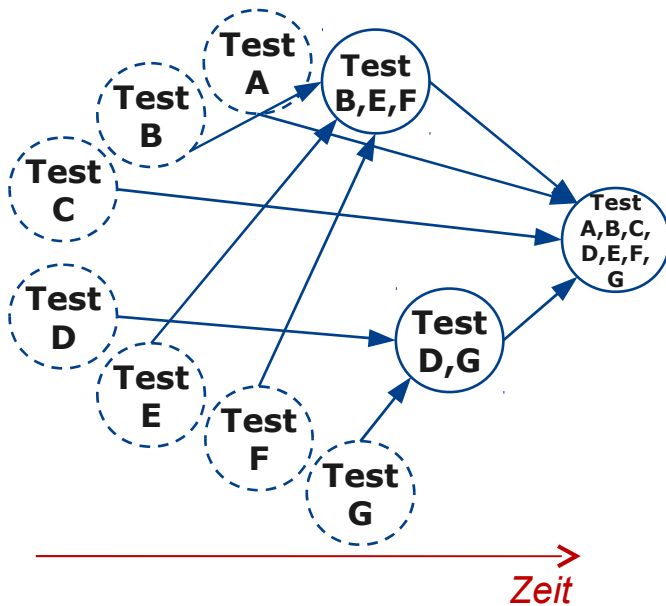 Test
A
Test
B,E,F
Test
B
Test
C
Test
A,B,C,
D,E,F,
G
Test
D
Test
D,G
Test
E
Test
F
Test
G
Zeit